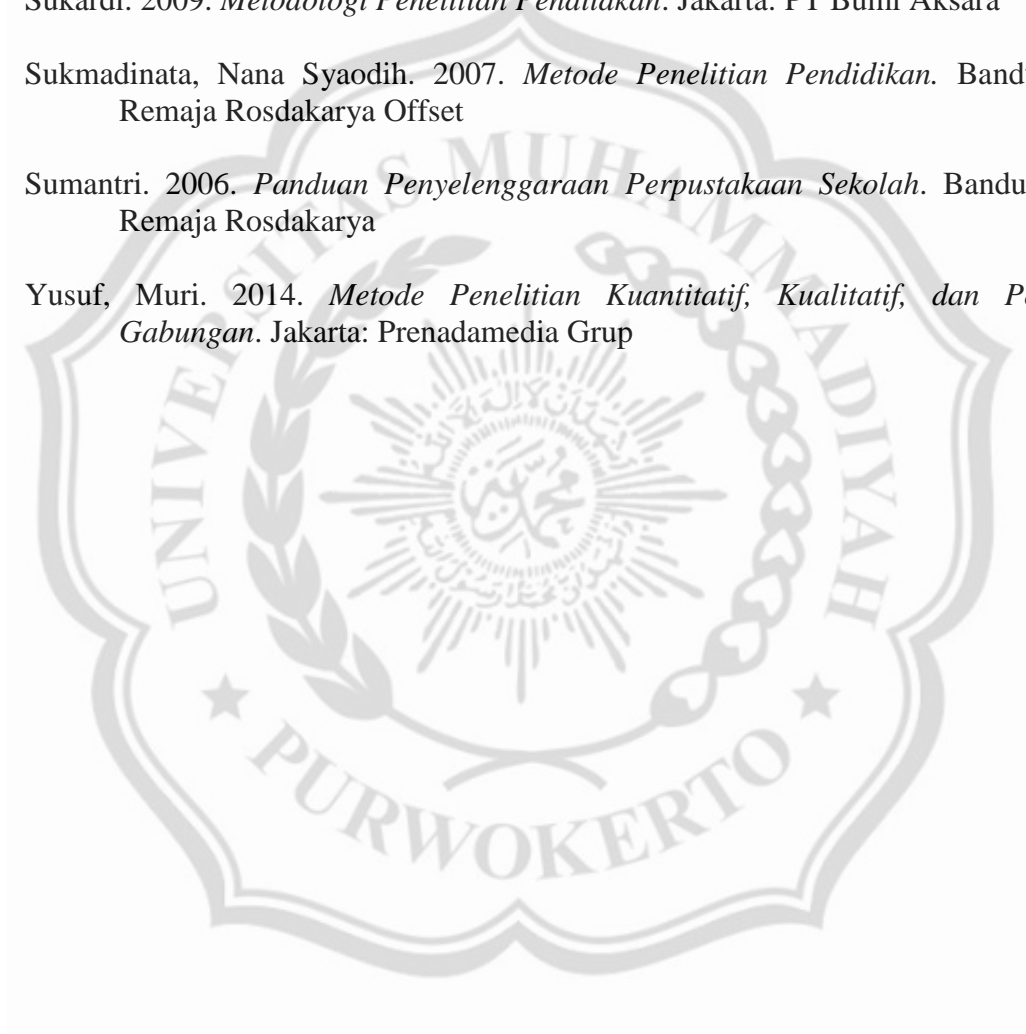 Sukardi. 2009. Metodologi Penelitian Pendidikan. Jakarta: PT Bumi Aksara
Sukmadinata, Nana Syaodih. 2007. Metode Penelitian Pendidikan. Band
Remaja Rosdakarya Offset
Sumantri. 2006. Panduan Penyelenggaraan Perpustakaan Sekolah. Bandu
Remaja Rosdakarya
Yusuf, Muri. 2014. Metode Penelitian Kuantitatif, Kualitatif, dan Pe
Gabungan. Jakarta: Prenadamedia Grup
UNIVERSITAS MUHAMMADIYAH
PURWOKERTO